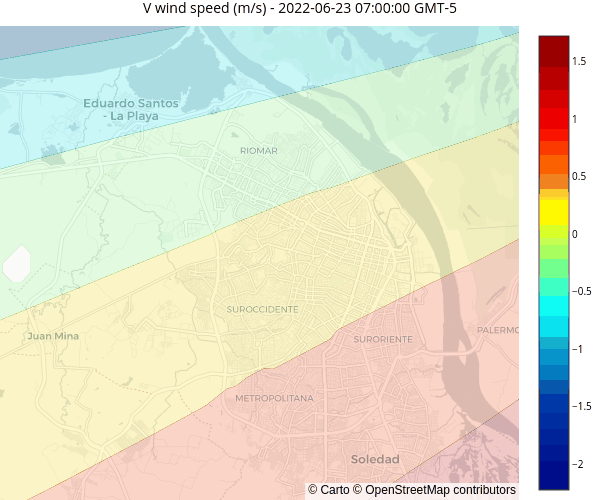 V wind speed (m/s) - 2022-06-23 07:00:00 GMT-5
Eduardo Santos
- La Playa
RIOMAR
SUROCCIDENTE
Juan Mina
SURORIENTE
PALERMO
METROPOLITANA
Soledad
© Carto © OpenStreetMap contributors
1.5
1
0.5
0
−0.5
−1
−1.5
−2